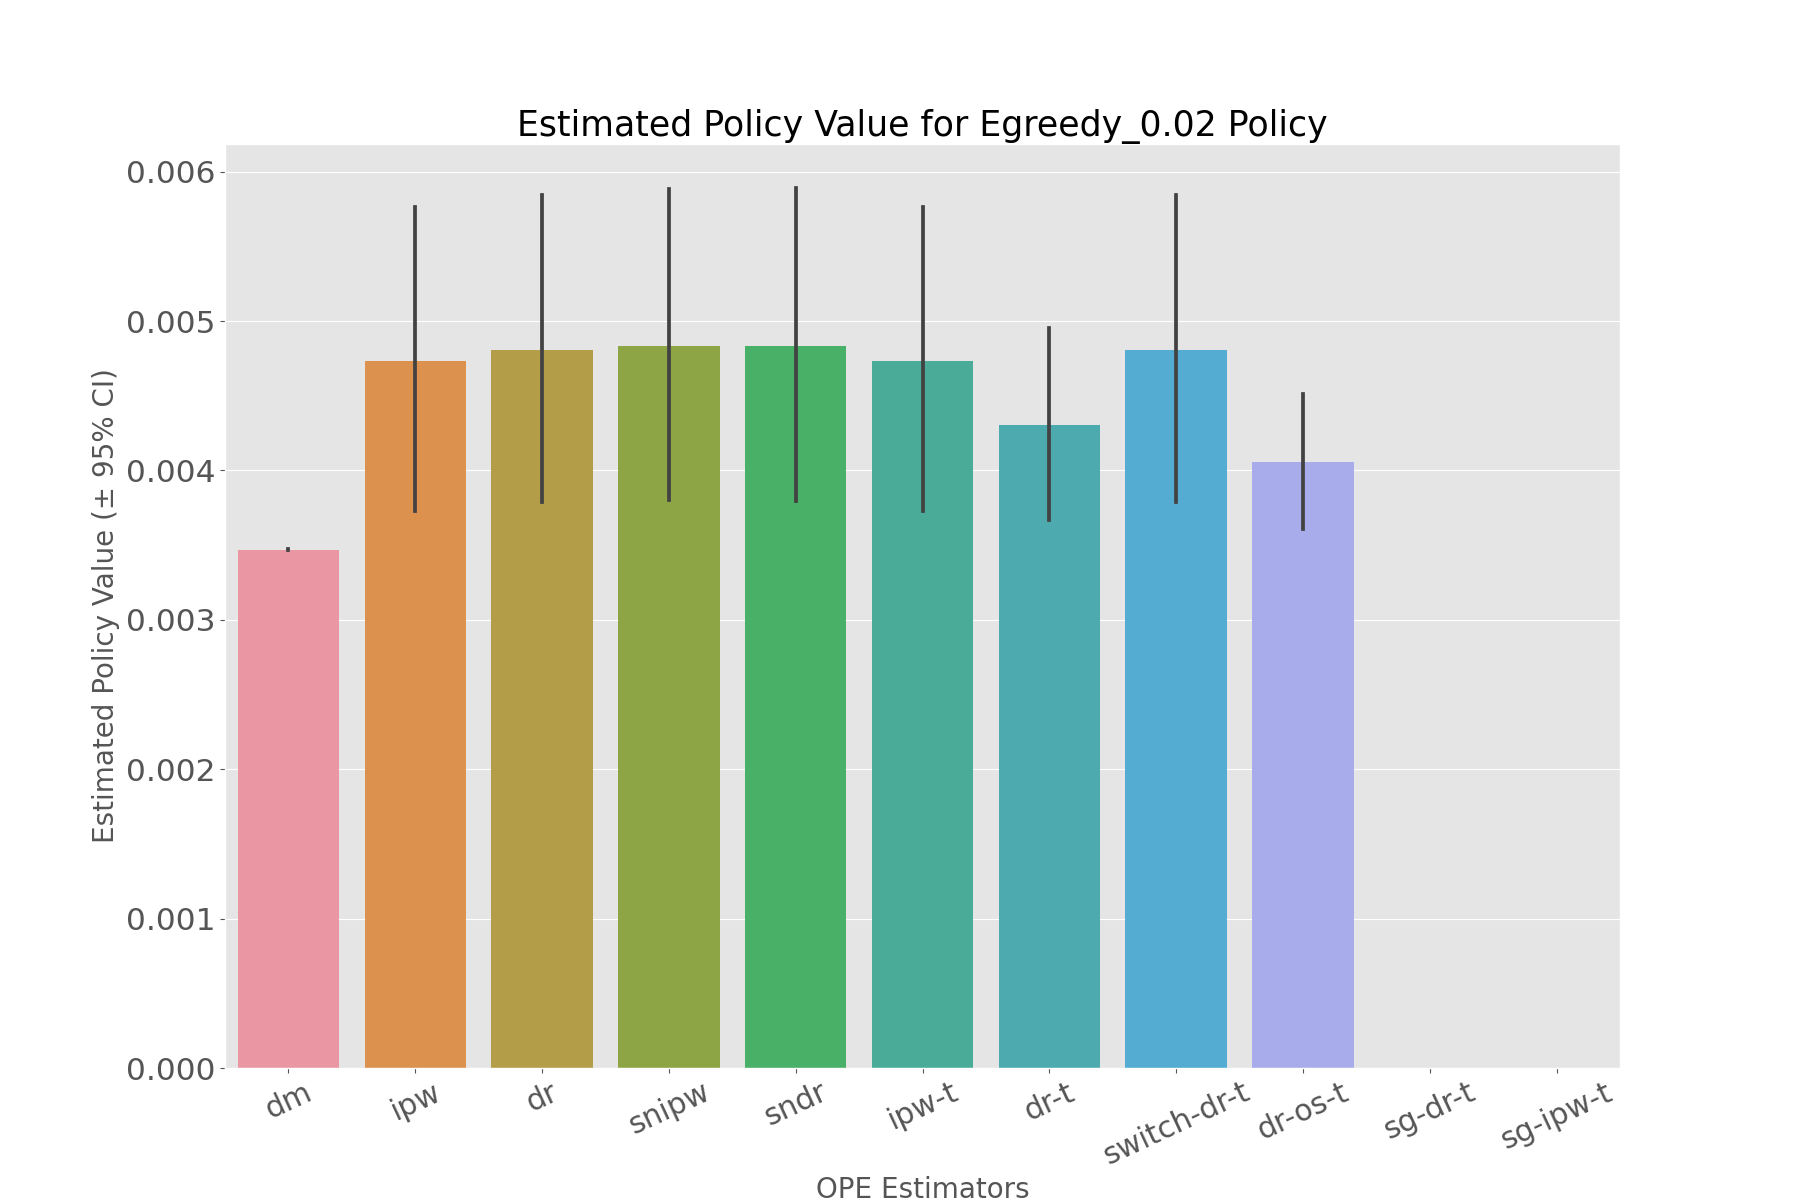 Estimated Policy Value for Egreedy_0.02 Policy
Estimated Policy Value (± 95% CI)
0.006
0.005
0.004
0.003
0.002
0.001
0.000
dm
ipw
dr
snipw
sndr
ipw-t
dr-t
switch-dr-t
dr-os-t
sg-dr-t
sg-ipw-t
OPE Estimators